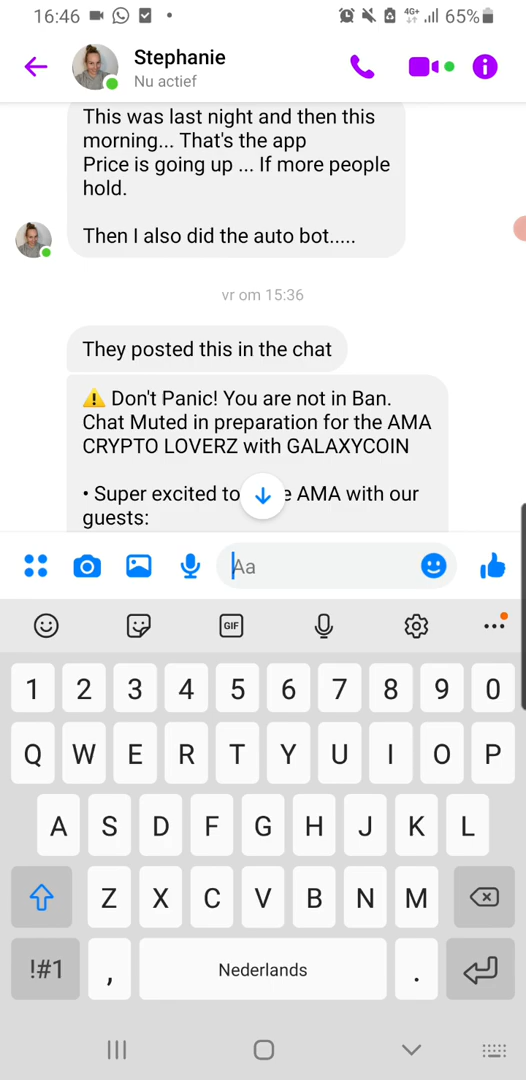 16:46
4G+
65%
Stephanie
Nu actief
This was last night and then this
morning... That's the app
Price is going up ... If more people
hold.
Then I also did the auto bot.....
vr om 15:36
They posted this in the chat
⚠️ Don't Panic! You are not in Ban.
Chat Muted in preparation for the AMA
CRYPTO LOVERZ with GALAXYCOIN
• Super excited to e AMA with our
guests:
Aa
GIF
1 2 3 4 5 6 7 8 9 0
Q W E R T Y U I O P
A S D F G H J K L
Z X C V B N M
!#1 , Nederlands .